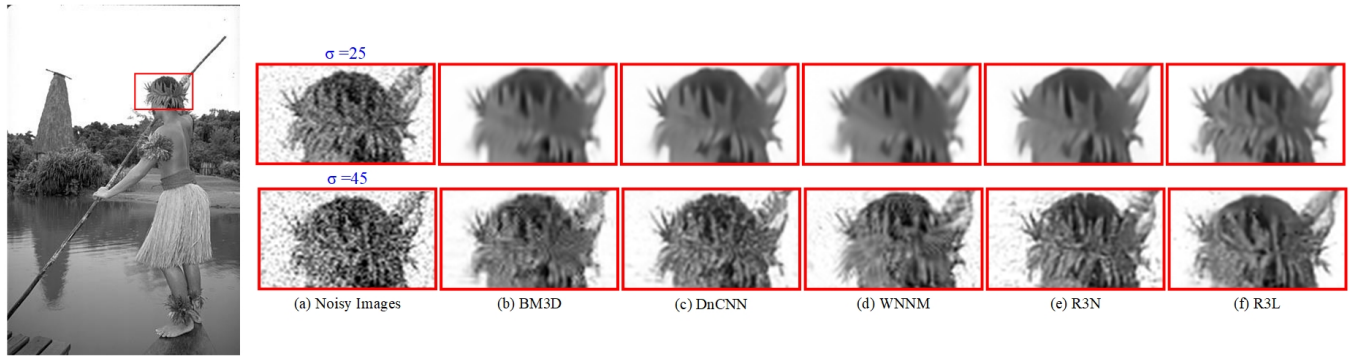 σ =25
σ =45
(a) Noisy Images
(b) BM3D
(c) DnCNN
(d) WNNM
(e) R3N
(f) R3L